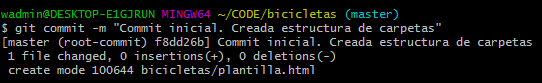 wadmin@DESKTOP-E1GJRUN MINGW64 ~/CODE/bicicletas (master)
$ git commit -m "Commit inicial. Creada estructura de carpetas"
[master (root-commit) f8dd26b] Commit inicial. Creada estructura de carpetas
 1 file changed, 0 insertions(+), 0 deletions(-)
 create mode 100644 bicicletas/plantilla.html